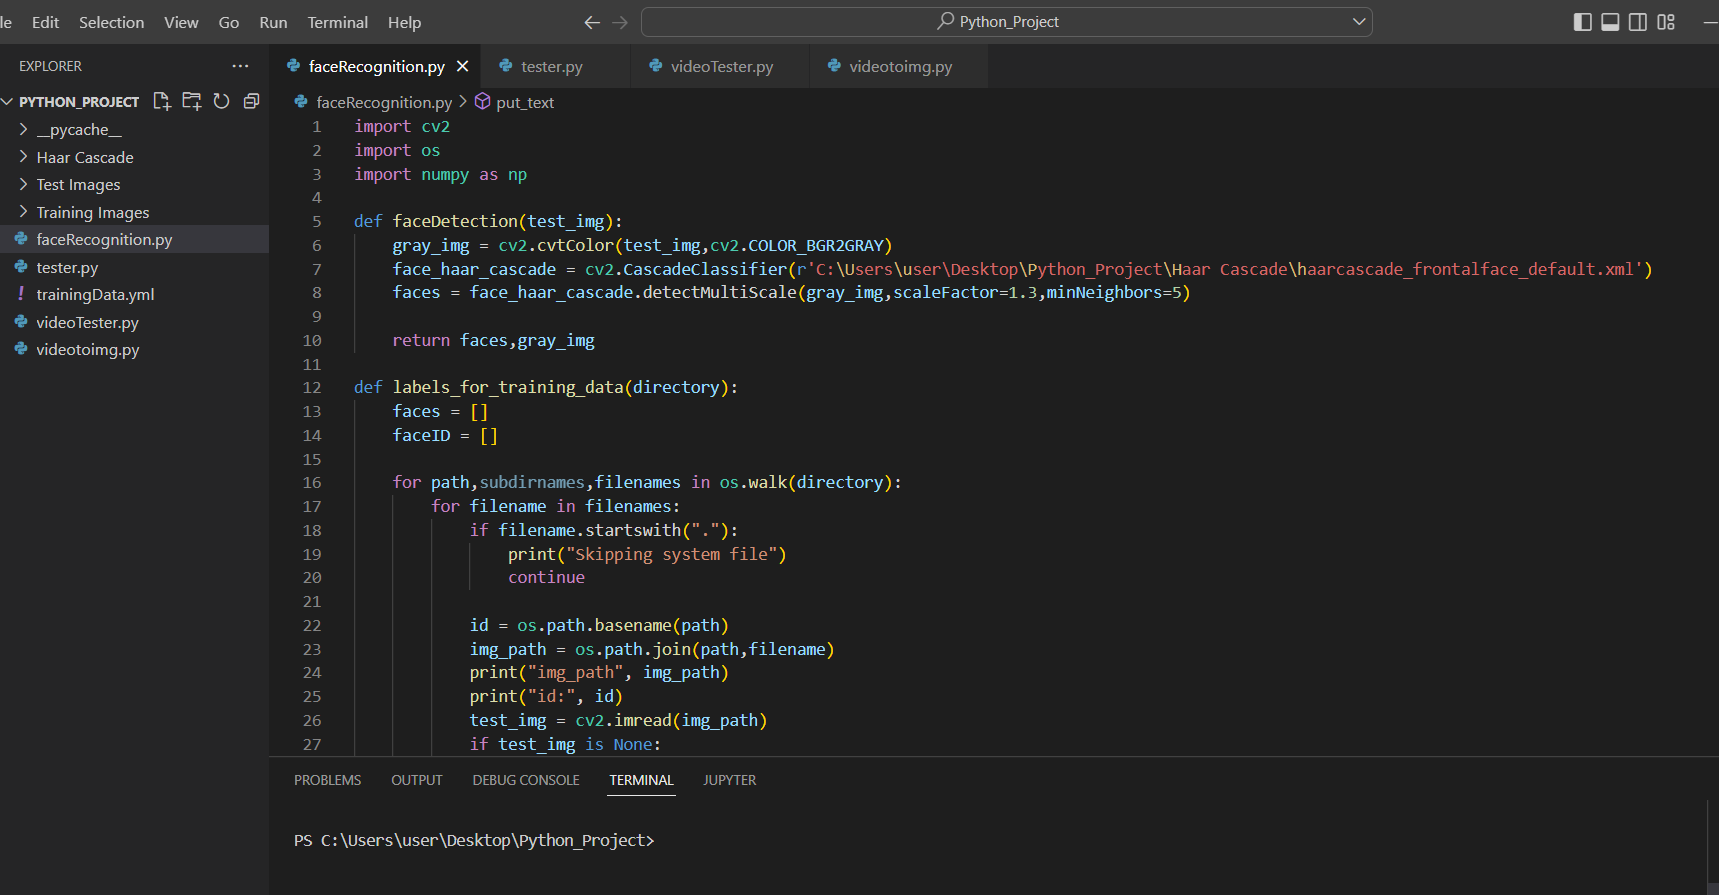 le Edit Selection View Go Run Terminal Help
Python_Project
EXPLORER
PYTHON_PROJECT
__pycache__
Haar Cascade
Test Images
Training Images
faceRecognition.py
tester.py
trainingData.yml
videoTester.py
videotoimg.py
faceRecognition.py tester.py videoTester.py videotoimg.py
faceRecognition.py > put_text
1 import cv2
2 import os
3 import numpy as np
4
5 def faceDetection(test_img):
6 gray_img = cv2.cvtColor(test_img,cv2.COLOR_BGR2GRAY)
7 face_haar_cascade = cv2.CascadeClassifier(r'C:\Users\user\Desktop\Python_Project\Haar Cascade\haarcascade_frontalface_default.xml')
8 faces = face_haar_cascade.detectMultiScale(gray_img,scaleFactor=1.3,minNeighbors=5)
9
10 return faces,gray_img
11
12 def labels_for_training_data(directory):
13 faces = []
14 faceID = []
15
16 for path,subdirnames,filenames in os.walk(directory):
17 for filename in filenames:
18 if filename.startswith("."):
19 print("Skipping system file")
20 continue
21
22 id = os.path.basename(path)
23 img_path = os.path.join(path,filename)
24 print("img_path", img_path)
25 print("id:", id)
26 test_img = cv2.imread(img_path)
27 if test_img is None:
PROBLEMS OUTPUT DEBUG CONSOLE TERMINAL JUPYTER
PS C:\Users\user\Desktop\Python_Project>